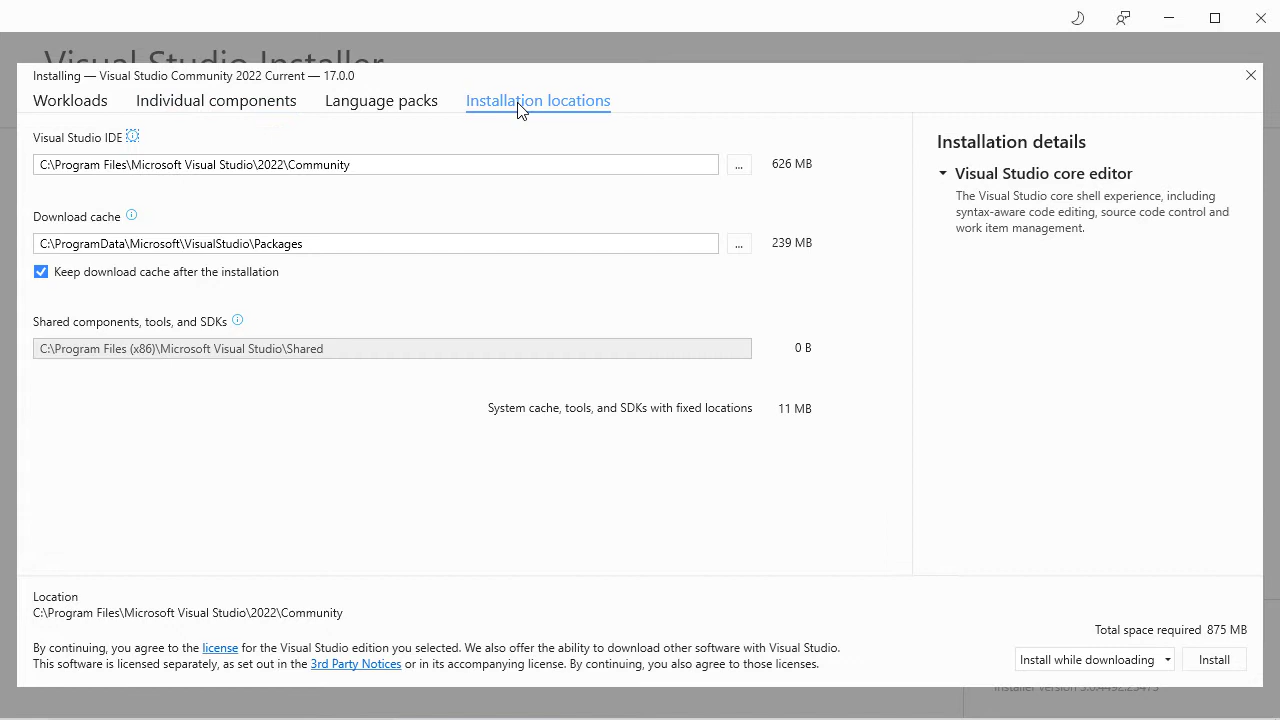 Visual Studio Installer
Installing — Visual Studio Community 2022 Current — 17.0.0
Workloads Individual components Language packs Installation locations
Visual Studio IDE
C:\Program Files\Microsoft Visual Studio\2022\Community ... 626 MB
Download cache
C:\ProgramData\Microsoft\VisualStudio\Packages ... 239 MB
Keep download cache after the installation
Shared components, tools, and SDKs
C:\Program Files (x86)\Microsoft Visual Studio\Shared 0 B
System cache, tools, and SDKs with fixed locations 11 MB
Installation details
Visual Studio core editor
The Visual Studio core shell experience, including
syntax-aware code editing, source code control and
work item management.
Location
C:\Program Files\Microsoft Visual Studio\2022\Community
By continuing, you agree to the license for the Visual Studio edition you selected. We also offer the ability to download other software with Visual Studio.
This software is licensed separately, as set out in the 3rd Party Notices or in its accompanying license. By continuing, you also agree to those licenses.
Total space required 875 MB
Install while downloading Install